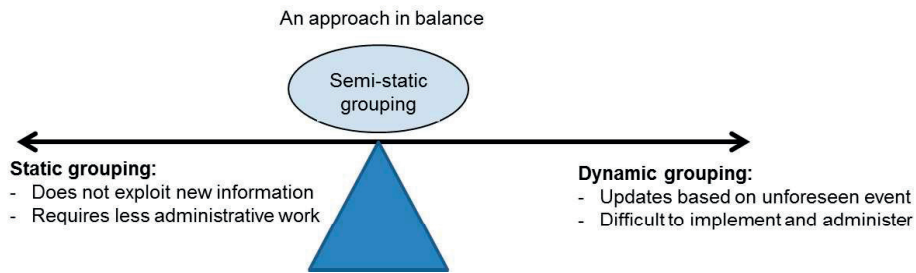 An approach in balance
Semi-static
grouping
Static grouping:
- Does not exploit new information
- Requires less administrative work
Dynamic grouping:
- Updates based on unforeseen event
- Difficult to implement and administer